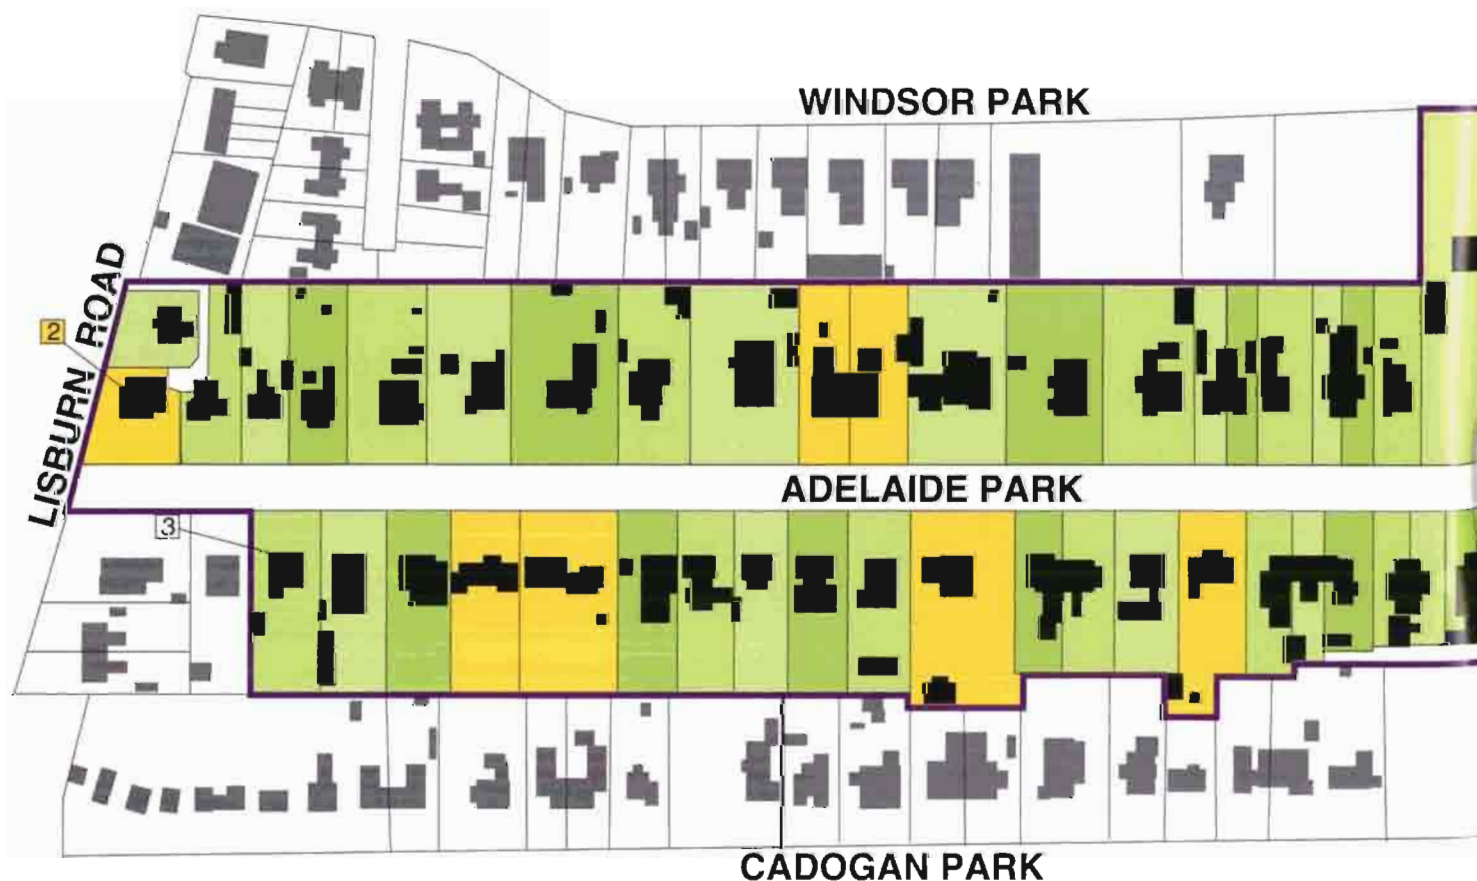 WINDSOR PARK
LISBURN ROAD
2
ADELAIDE PARK
3
CADOGAN PARK